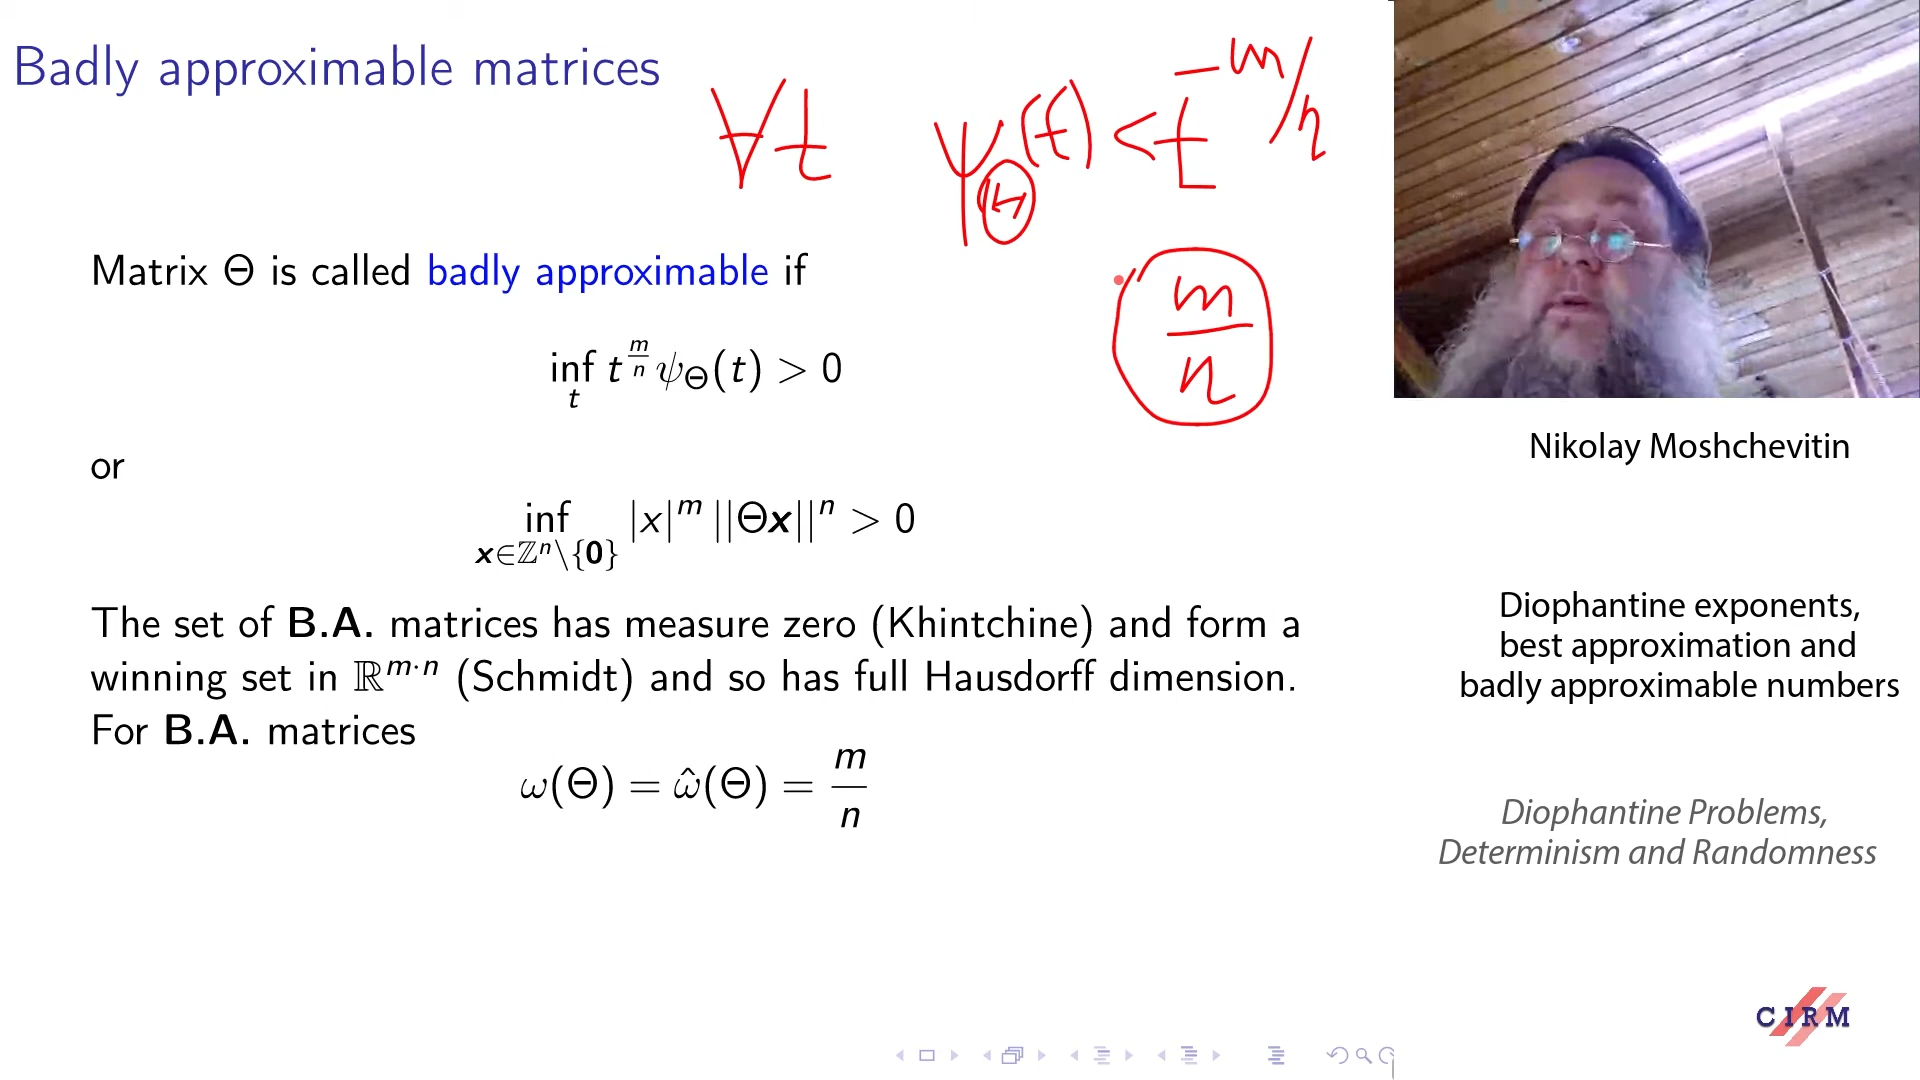 Badly approximable matrices
∀t ψ_Θ(t) < t^{-m/n}
m/n
Matrix Θ is called badly approximable if
inf_t t^{m/n} ψ_Θ(t) > 0
or
inf_{x∈ℤ^n\{0}} |x|^m ||Θx||^n > 0
The set of B.A. matrices has measure zero (Khintchine) and form a
winning set in ℝ^{m·n} (Schmidt) and so has full Hausdorff dimension.
For B.A. matrices
ω(Θ) = ω̂(Θ) = m/n
Nikolay Moshchevitin
Diophantine exponents,
best approximation and
badly approximable numbers
Diophantine Problems,
Determinism and Randomness
CIRM